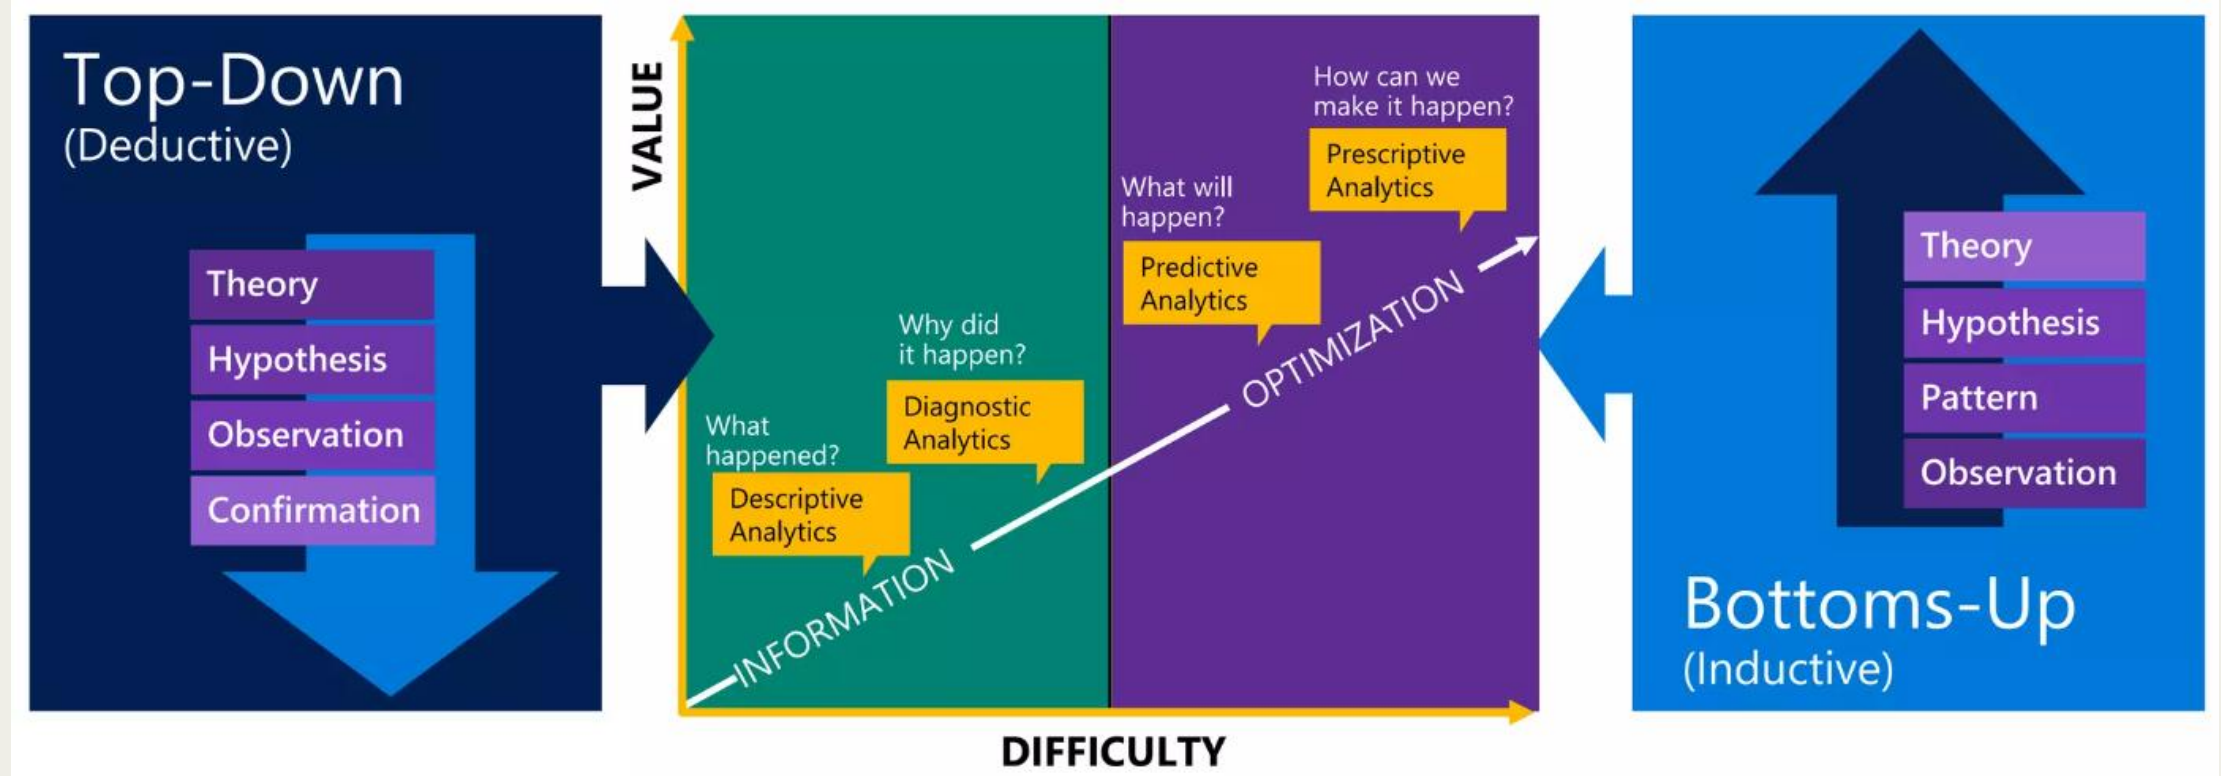 Top-Down
(Deductive)
Theory
Hypothesis
Observation
Confirmation
VALUE
What
happened?
Descriptive
Analytics
Why did
it happen?
Diagnostic
Analytics
What will
happen?
Predictive
Analytics
How can we
make it happen?
Prescriptive
Analytics
INFORMATION
OPTIMIZATION
DIFFICULTY
Theory
Hypothesis
Pattern
Observation
Bottoms-Up
(Inductive)